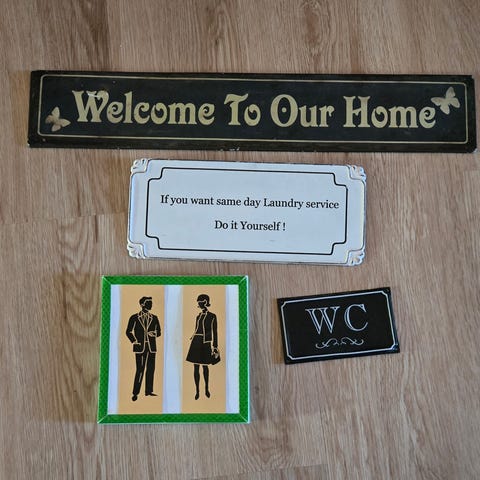 Welcome To Our Home
If you want same day Laundry service
Do it Yourself !
WC